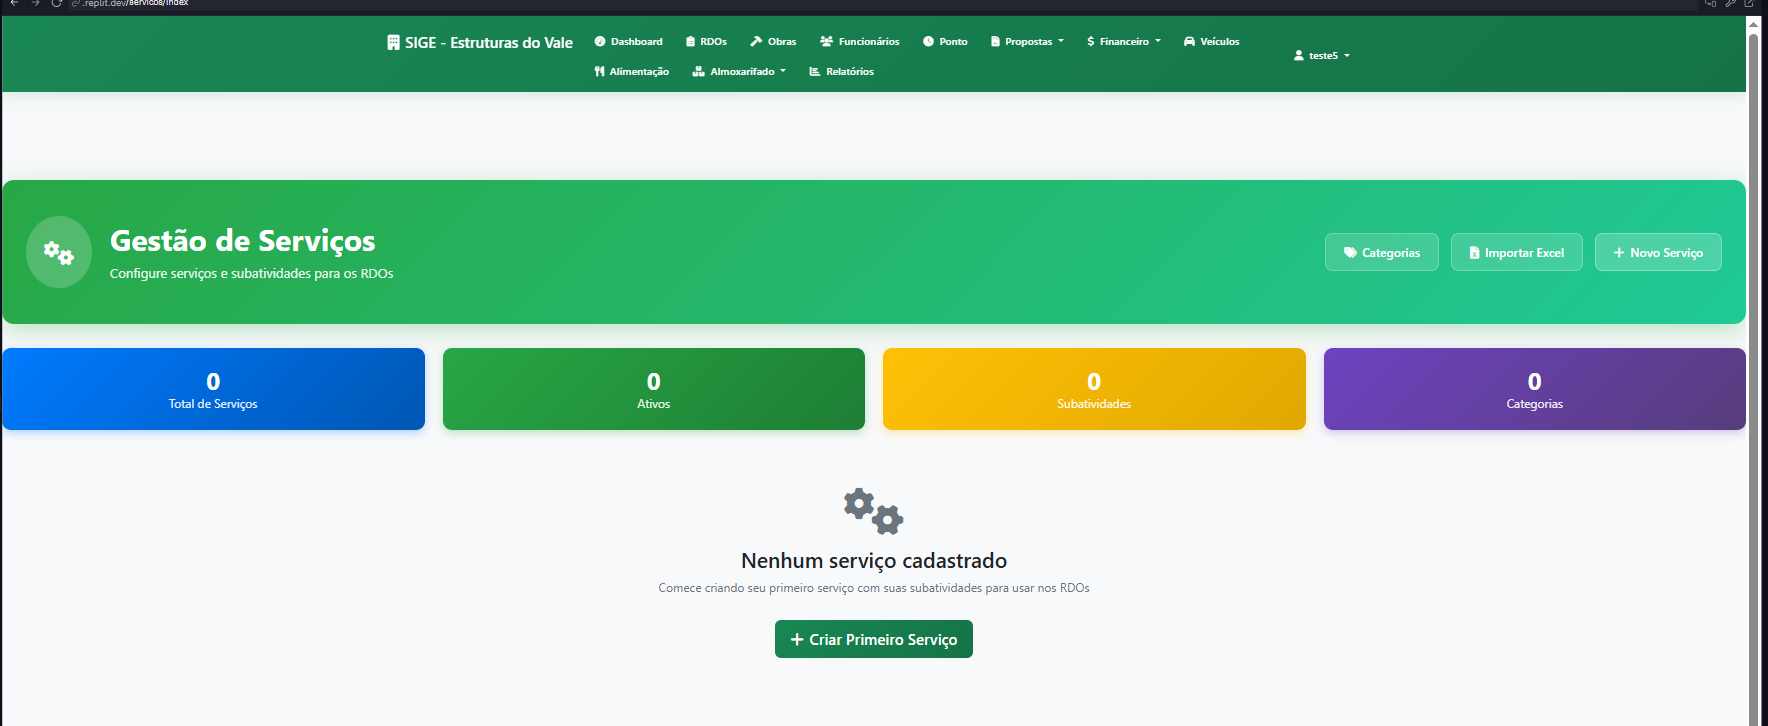 .replit.dev/servicos/index
SIGE - Estruturas do Vale
Dashboard RDOs Obras Funcionários Ponto Propostas Financeiro Veículos
teste5
Alimentação Almoxarifado Relatórios
Gestão de Serviços
Configure serviços e subatividades para os RDOs
Categorias Importar Excel + Novo Serviço
0
Total de Serviços
0
Ativos
0
Subatividades
0
Categorias
Nenhum serviço cadastrado
Comece criando seu primeiro serviço com suas subatividades para usar nos RDOs
+ Criar Primeiro Serviço